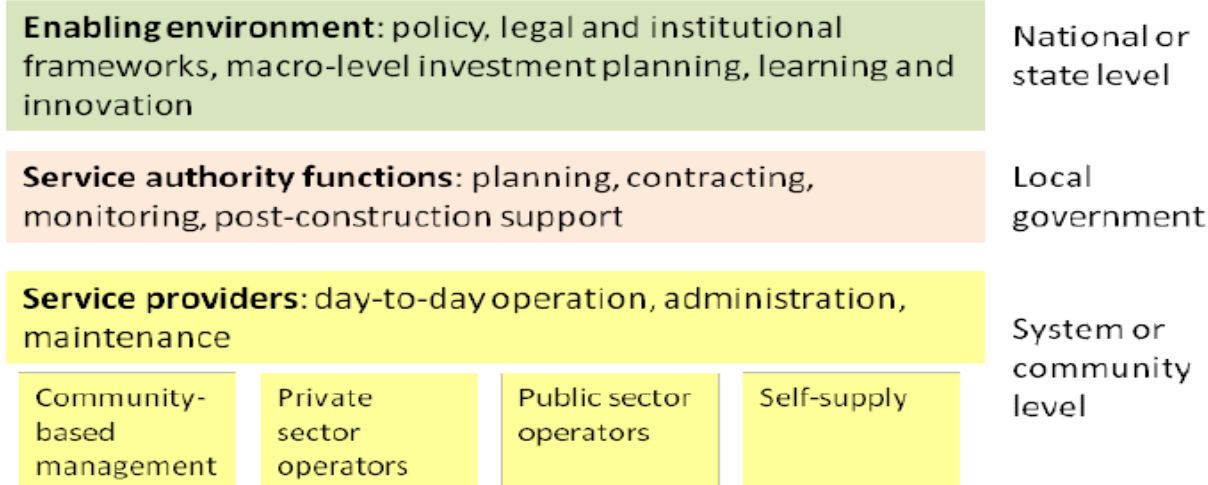 Enabling environment: policy, legal and institutional
frameworks, macro-level investment planning, learning and
innovation
National or
state level
Service authority functions: planning, contracting,
monitoring, post-construction support
Local
government
Service providers: day-to-day operation, administration,
maintenance
System or
community
level
Community-
based
management
Private
sector
operators
Public sector
operators
Self-supply